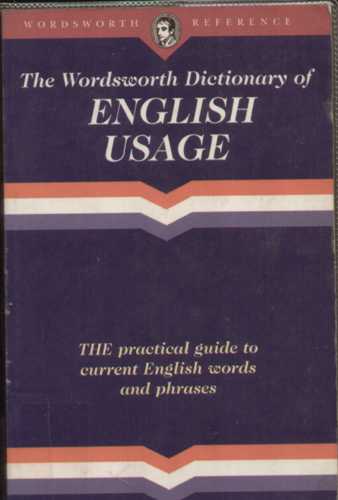 WORDSWORTH REFERENCE
The Wordsworth Dictionary of
ENGLISH
USAGE
THE practical guide to
current English words
and phrases